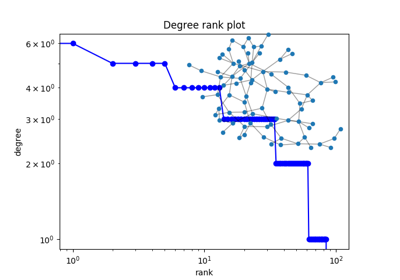 Degree rank plot
6 × 10⁰
4 × 10⁰
3 × 10⁰
2 × 10⁰
10⁰
degree
10⁰
10¹
10²
rank